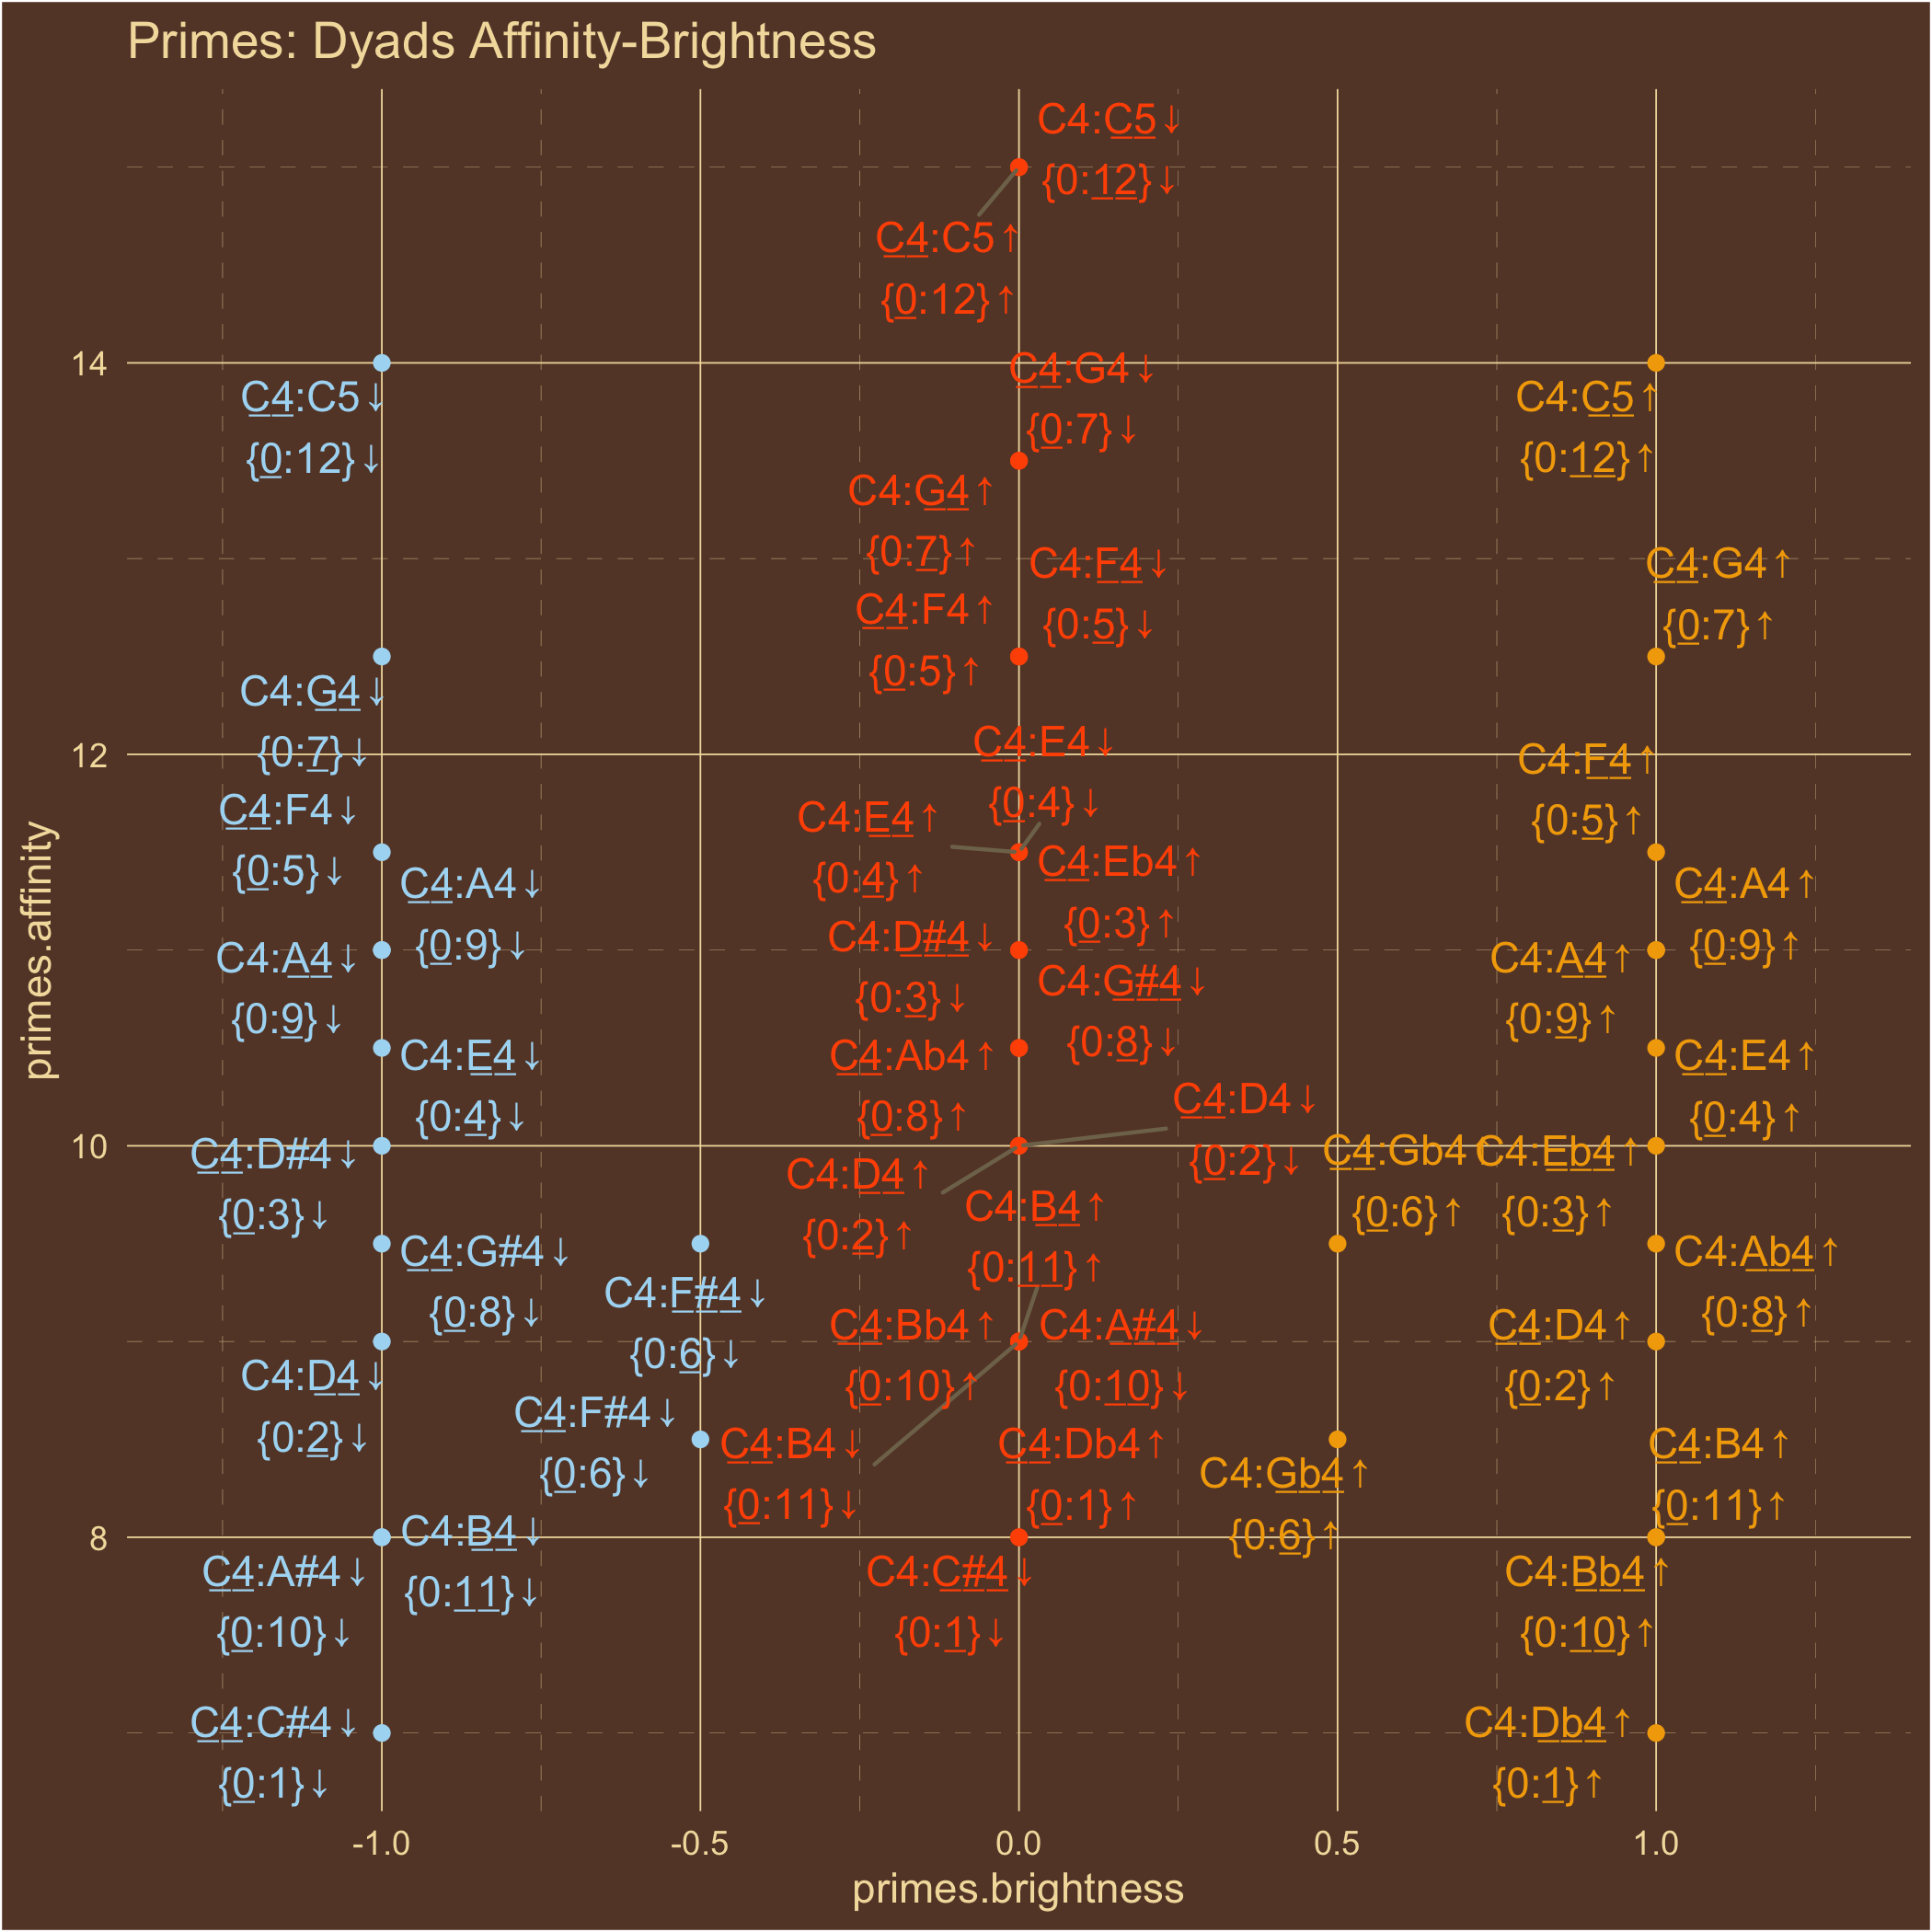 Primes: Dyads Affinity-Brightness
C4:C5↓
{0:12}↓
C4:C5↑
{0:12}↑
14
C4:G4↓
{0:7}↓
C4:C5↓
{0:12}↓
C4:C5↑
{0:12}↑
C4:G4↑
{0:7}↑
C4:F4↓
{0:5}↓
C4:G4↑
{0:7}↑
C4:F4↑
{0:5}↑
C4:G4↓
{0:7}↓
12
C4:E4↓
{0:4}↓
C4:F4↑
{0:5}↑
C4:F4↓
{0:5}↓
C4:E4↑
{0:4}↑
C4:Eb4↑
{0:3}↑
C4:A4↓
{0:9}↓
C4:A4↑
{0:9}↑
C4:D#4↓
{0:3}↓
C4:A4↓
{0:9}↓
C4:A4↑
{0:9}↑
C4:G#4↓
{0:8}↓
C4:E4↓
{0:4}↓
C4:Ab4↑
{0:8}↑
C4:E4↑
{0:4}↑
C4:D4↓
{0:2}↓
10
C4:D#4↓
{0:3}↓
C4:Gb4↑
{0:6}↑
C4:Eb4↑
{0:3}↑
C4:D4↑
{0:2}↑
C4:B4↑
{0:11}↑
C4:G#4↓
{0:8}↓
C4:Ab4↑
{0:8}↑
C4:F#4↓
{0:6}↓
C4:Bb4↑
{0:10}↑
C4:A#4↓
{0:10}↓
C4:D4↑
{0:2}↑
C4:D4↓
{0:2}↓
C4:F#4↓
{0:6}↓
C4:B4↓
{0:11}↓
C4:Db4↑
{0:1}↑
C4:B4↑
{0:11}↑
C4:Gb4↑
{0:6}↑
8
C4:B4↓
{0:11}↓
C4:A#4↓
{0:10}↓
C4:C#4↓
{0:1}↓
C4:Bb4↑
{0:10}↑
C4:C#4↓
{0:1}↓
C4:Db4↑
{0:1}↑
-1.0
-0.5
0.0
0.5
1.0
primes.brightness
primes.affinity